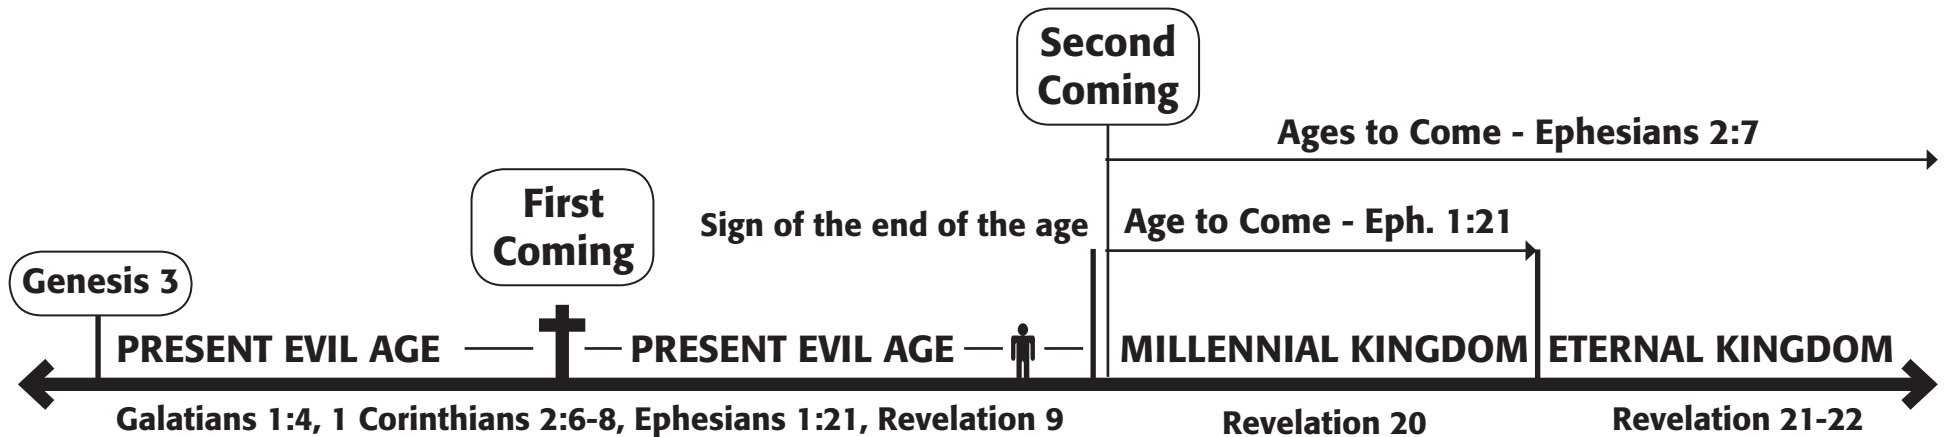 Second
Coming
Ages to Come - Ephesians 2:7
First
Coming
Sign of the end of the age
Age to Come - Eph. 1:21
Genesis 3
PRESENT EVIL AGE
PRESENT EVIL AGE
MILLENNIAL KINGDOM
ETERNAL KINGDOM
Galatians 1:4, 1 Corinthians 2:6-8, Ephesians 1:21, Revelation 9
Revelation 20
Revelation 21-22